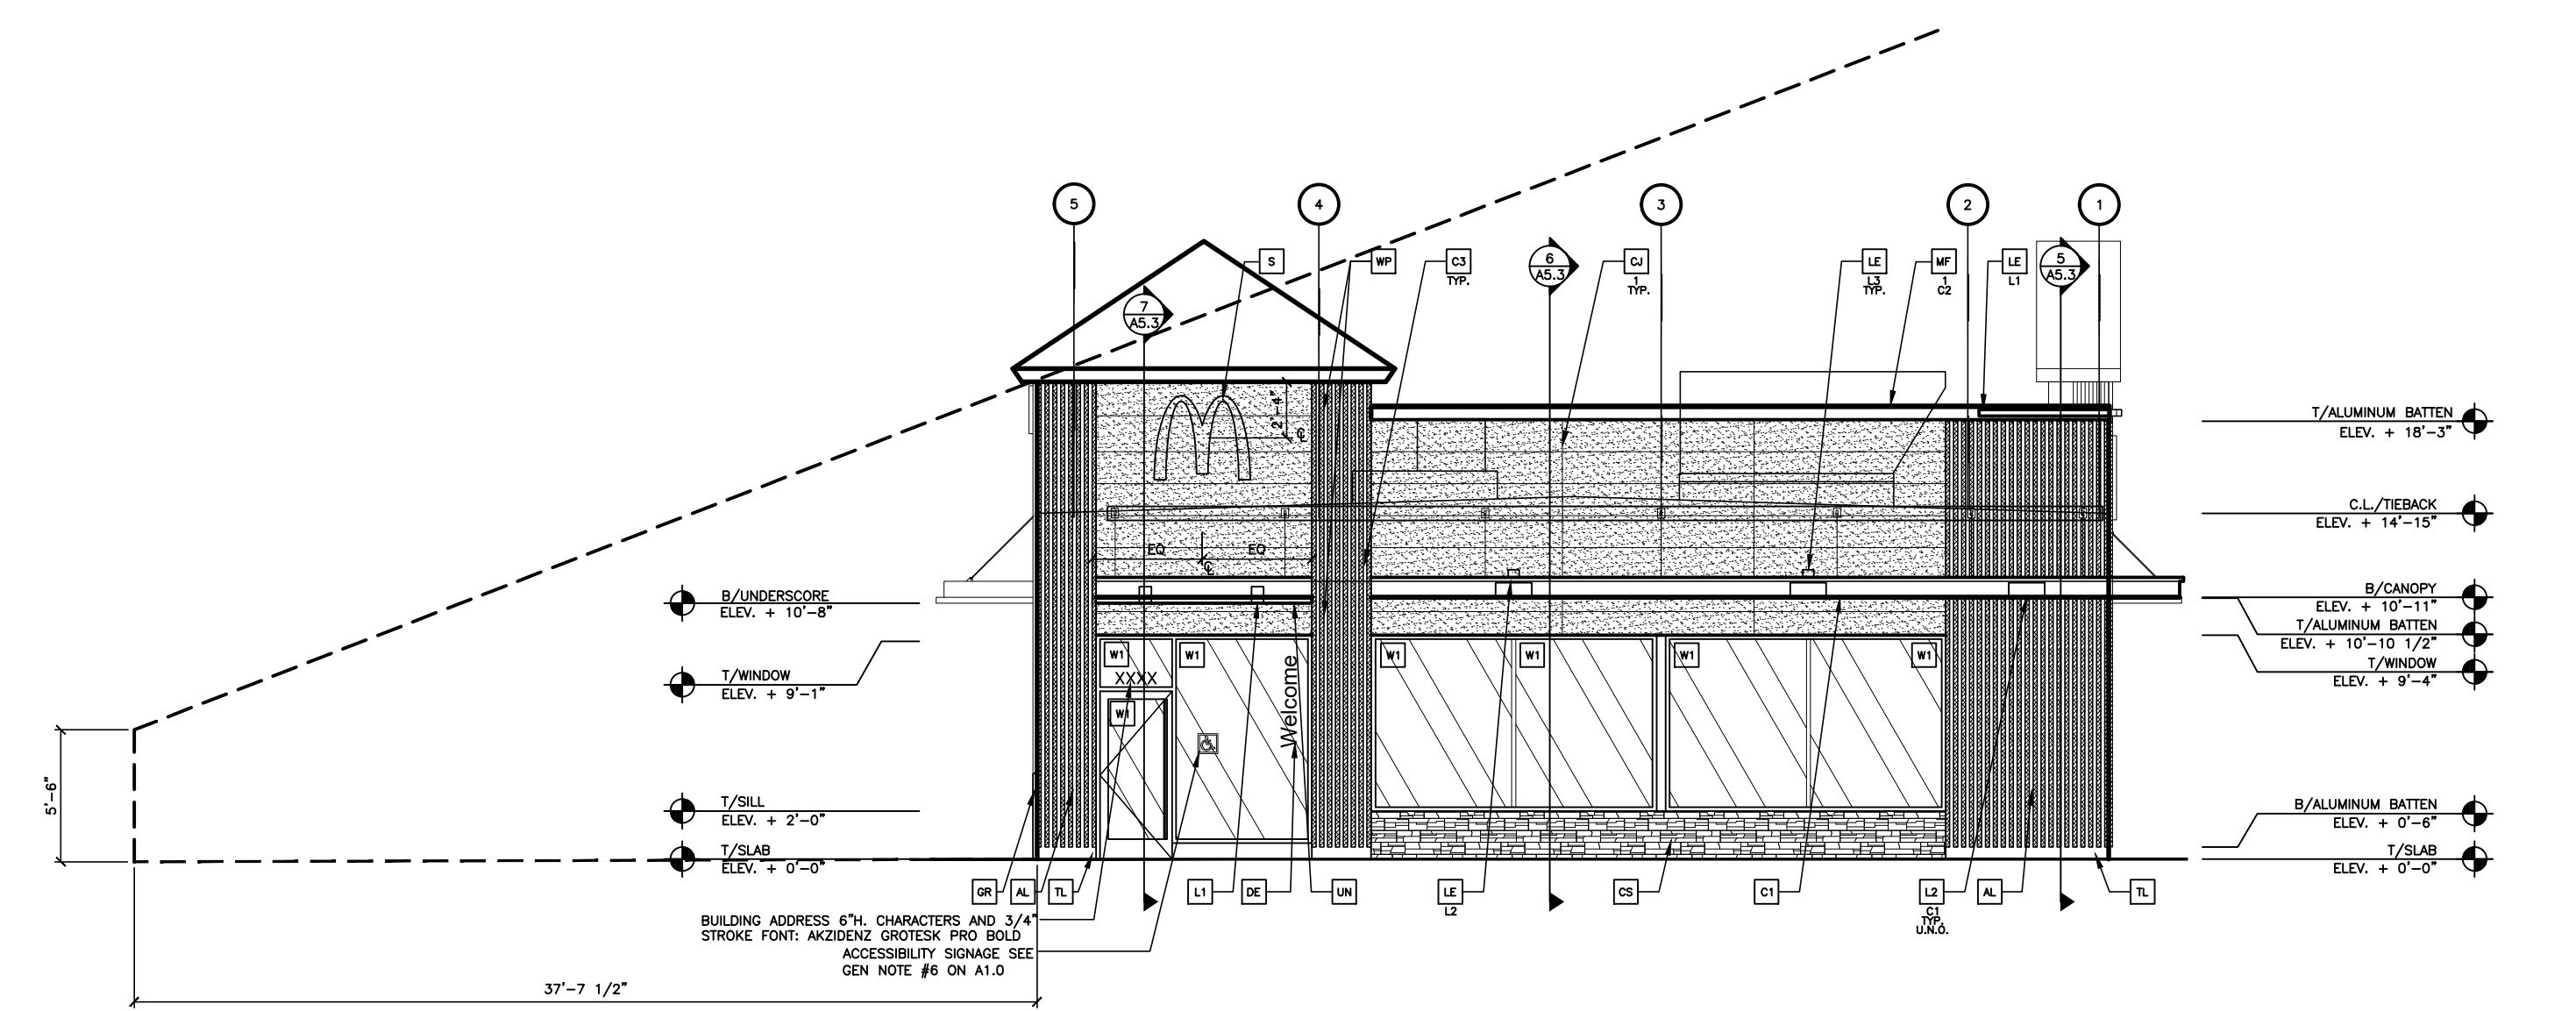 5
4
3
2
1
S
WP
C3
TYP.
6
A5.3
CJ
1
TYP.
LE
L3
TYP.
MF
1
C2
LE
L1
5
A5.3
7
A5.3
2'-4"
℄
T/ALUMINUM BATTEN
ELEV. + 18'-3"
C.L./TIEBACK
ELEV. + 14'-15"
EQ
EQ
℄
B/UNDERSCORE
ELEV. + 10'-8"
B/CANOPY
ELEV. + 10'-11"
T/ALUMINUM BATTEN
ELEV. + 10'-10 1/2"
T/WINDOW
ELEV. + 9'-1"
T/WINDOW
ELEV. + 9'-4"
W1
W1
W1
W1
W1
W1
XXXX
W1
Welcome
5'-6"
T/SILL
ELEV. + 2'-0"
B/ALUMINUM BATTEN
ELEV. + 0'-6"
T/SLAB
ELEV. + 0'-0"
T/SLAB
ELEV. + 0'-0"
GR
AL
TL
L1
DE
UN
LE
L2
CS
C1
L2
C1
TYP.
U.N.O.
AL
TL
BUILDING ADDRESS 6"H. CHARACTERS AND 3/4"
STROKE FONT: AKZIDENZ GROTESK PRO BOLD
ACCESSIBILITY SIGNAGE SEE
GEN NOTE #6 ON A1.0
37'-7 1/2"